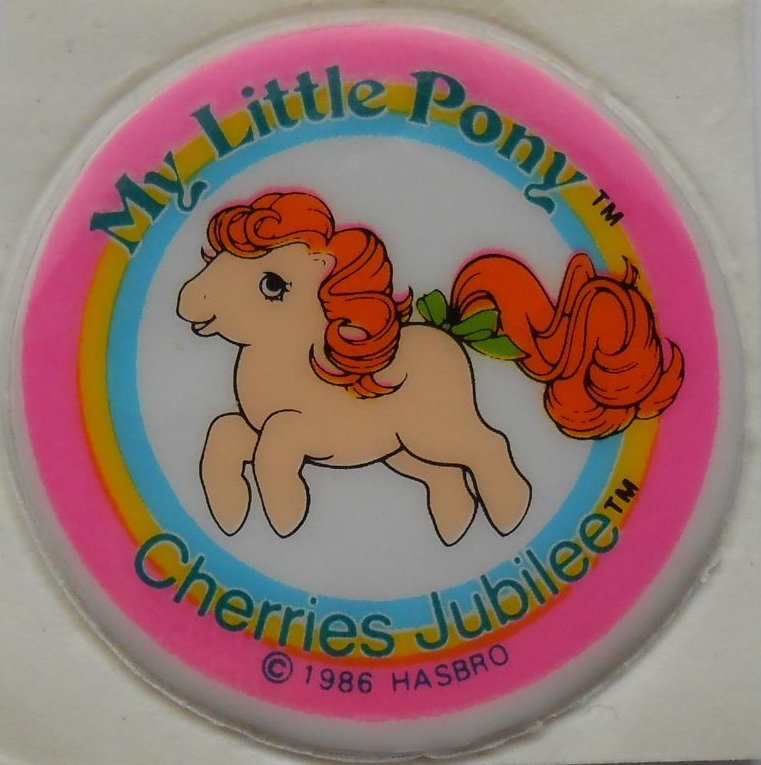 My Little Pony™
Cherries Jubilee™
© 1986 HASBRO